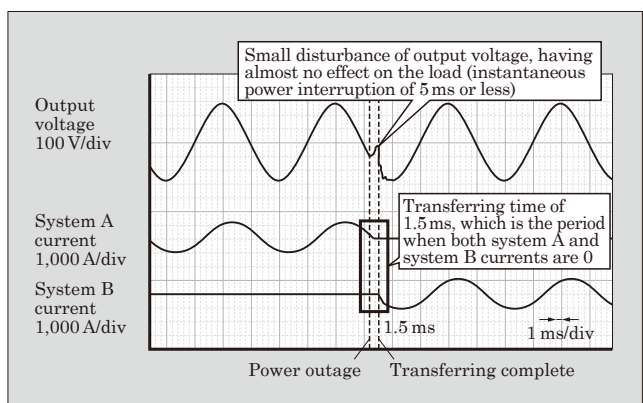 Small disturbance of output voltage, having
almost no effect on the load (instantaneous
power interruption of 5 ms or less)
Output
voltage
100 V/div
System A
current
1,000 A/div
Transferring time of
1.5 ms, which is the period
when both system A and
system B currents are 0
System B
current
1,000 A/div
1.5 ms
1 ms/div
Power outage
Transferring complete